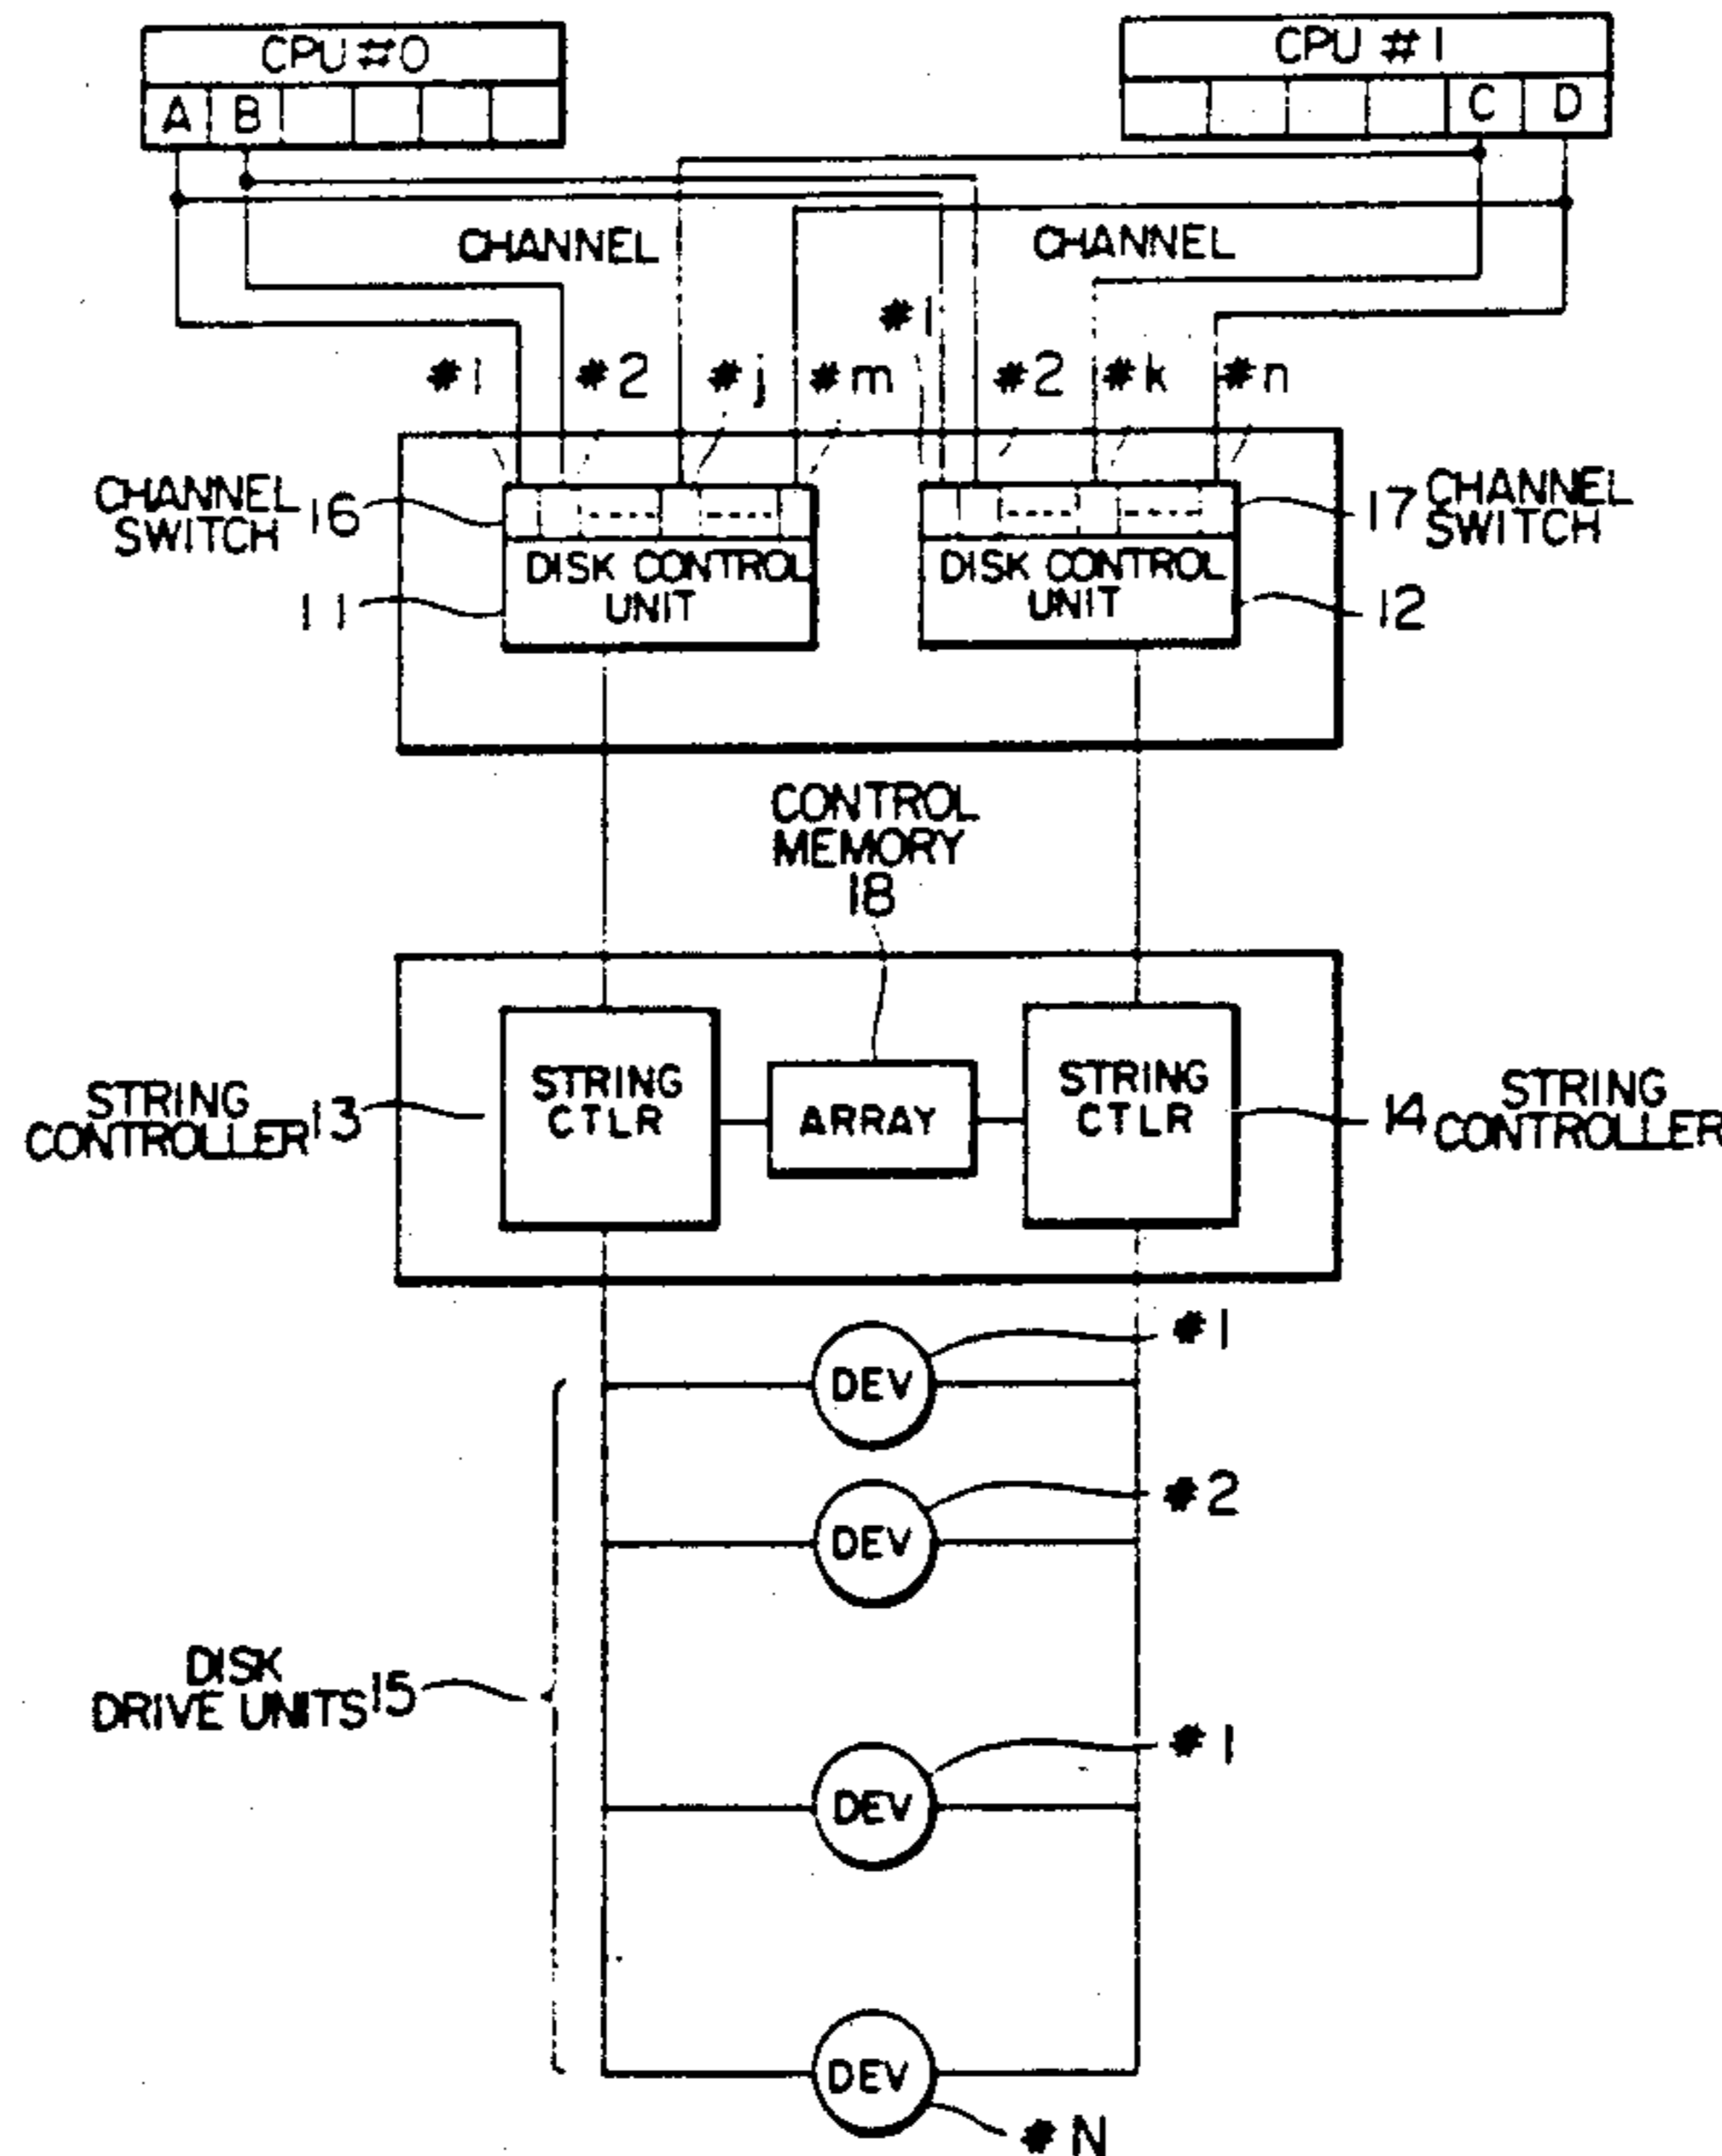 CPU #0
CPU #1
A B
C D
CHANNEL
CHANNEL
#1 #2 #j #m #1 #2 #k #n
CHANNEL
SWITCH 16
17 CHANNEL
SWITCH
DISK CONTROL
UNIT
DISK CONTROL
UNIT
11
12
CONTROL
MEMORY
18
STRING
CONTROLLER 13
STRING
CTLR
ARRAY
STRING
CTLR
14 STRING
CONTROLLER
#1
DEV
#2
DEV
DISK
DRIVE UNITS 15
#1
DEV
DEV
#N